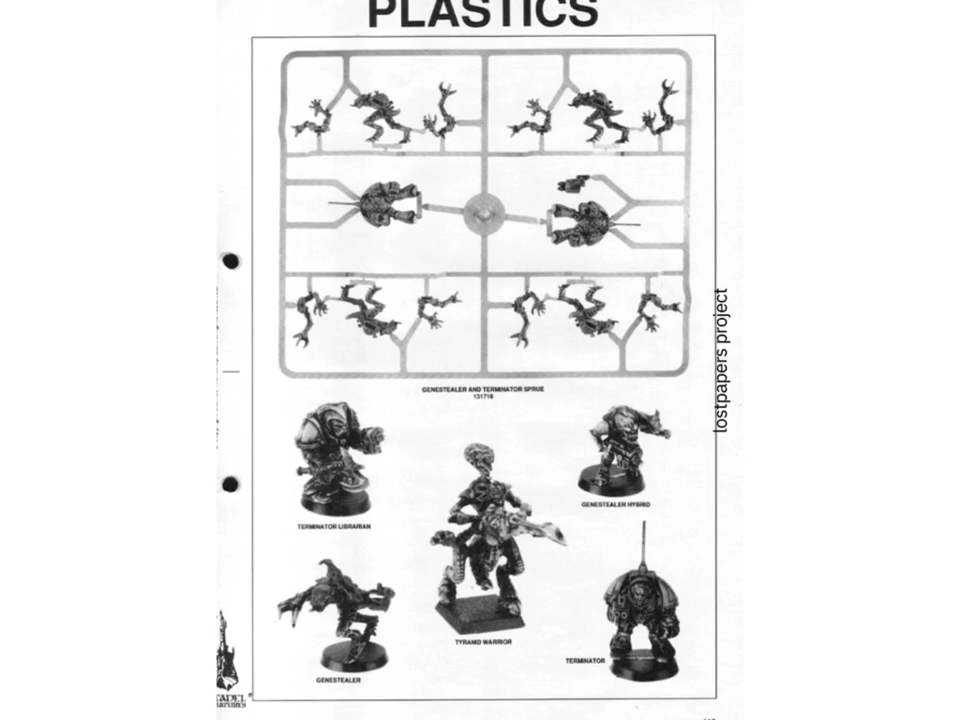 PLASTICS
GENESTEALER AND TERMINATOR SPRUE
131718
TERMINATOR LIBRARIAN
GENESTEALER HYBRID
TYRANID WARRIOR
TERMINATOR
GENESTEALER
lostpapers project